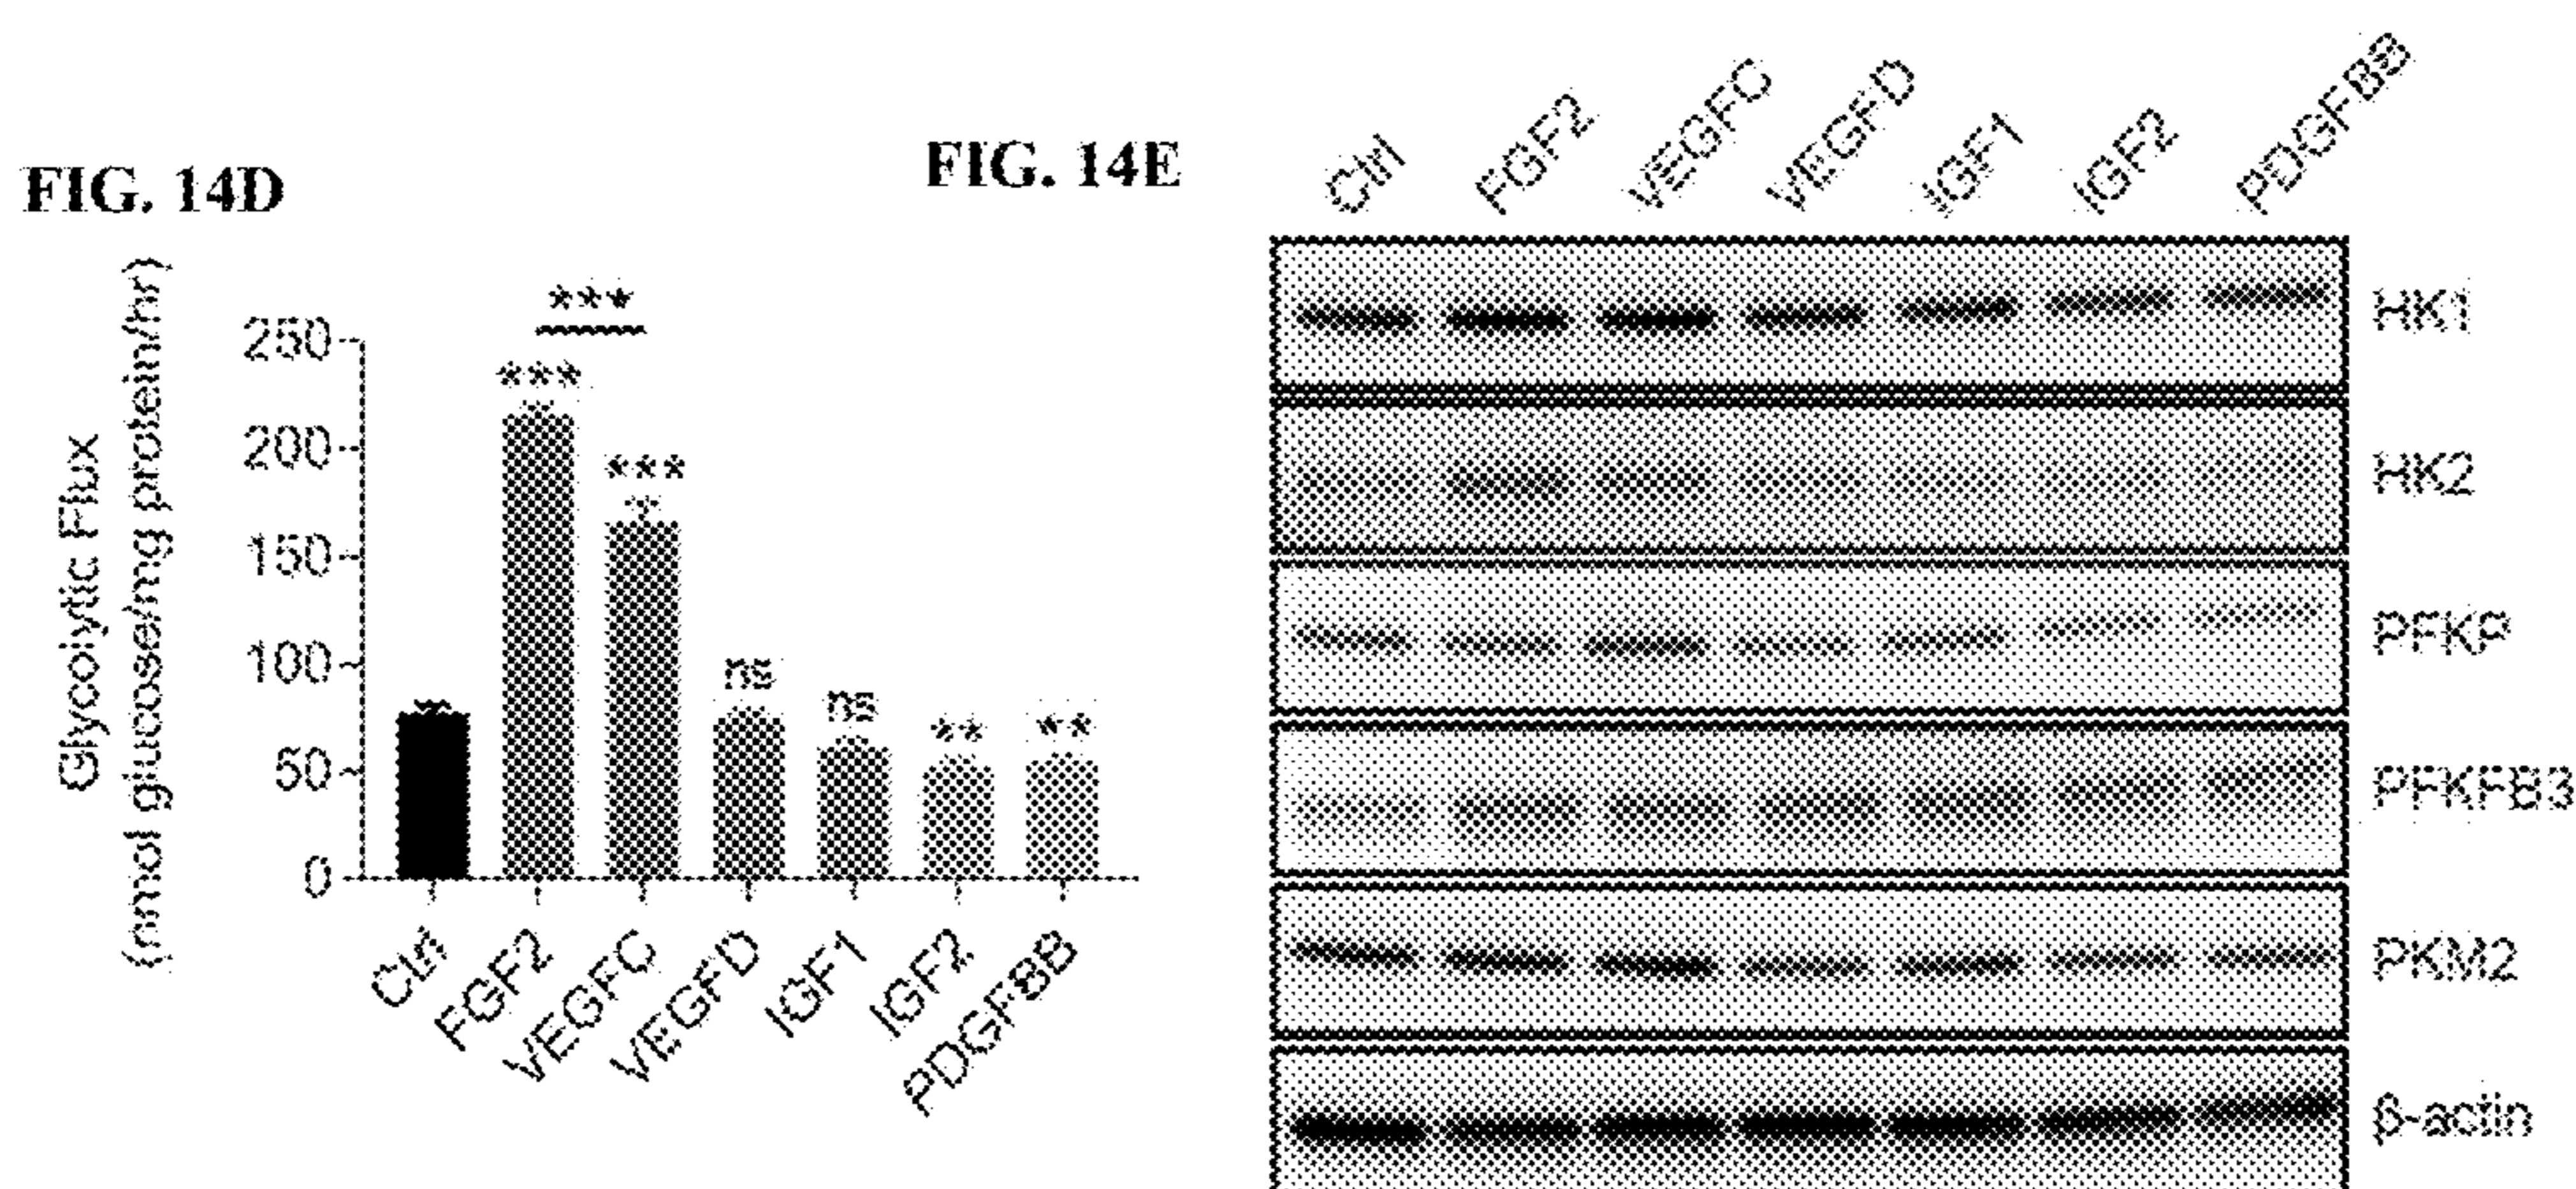 FIG. 14D
Glycolytic Flux
(nmol glucose/mg protein/hr)
250
200
150
100
50
0
***
***
***
ns
ns
**
**
Ctrl
FGF2
VEGFC
VEGFD
IGF1
IGF2
PDGFBB
FIG. 14E
Ctrl
FGF2
VEGFC
VEGFD
IGF1
IGF2
PDGFBB
HK1
HK2
PFKP
PFKFB3
PKM2
β-actin